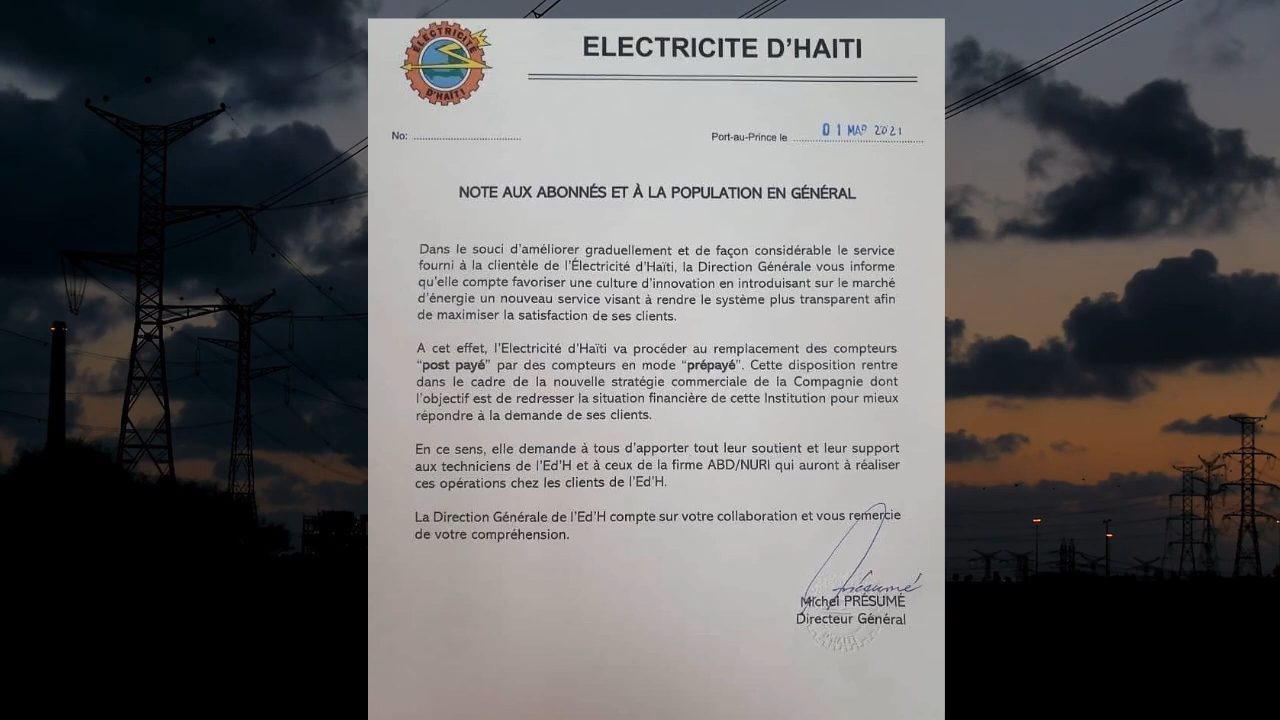 ÉLECTRICITÉ
D'HAÏTI
ELECTRICITE D'HAITI
No: ............................
Port-au-Prince le 01 MAR 2021
NOTE AUX ABONNÉS ET À LA POPULATION EN GÉNÉRAL
Dans le souci d'améliorer graduellement et de façon considérable le service
fourni à la clientèle de l'Électricité d'Haïti, la Direction Générale vous informe
qu'elle compte favoriser une culture d'innovation en introduisant sur le marché
d'énergie un nouveau service visant à rendre le système plus transparent afin
de maximiser la satisfaction de ses clients.
A cet effet, l'Electricité d'Haïti va procéder au remplacement des compteurs
"post payé" par des compteurs en mode "prépayé". Cette disposition rentre
dans le cadre de la nouvelle stratégie commerciale de la Compagnie dont
l'objectif est de redresser la situation financière de cette Institution pour mieux
répondre à la demande de ses clients.
En ce sens, elle demande à tous d'apporter tout leur soutient et leur support
aux techniciens de l'Ed'H et à ceux de la firme ABD/NURI qui auront à réaliser
ces opérations chez les clients de l'Ed'H.
La Direction Générale de l'Ed'H compte sur votre collaboration et vous remercie
de votre compréhension.
Présumé
Michel PRÉSUMÉ
Directeur Général